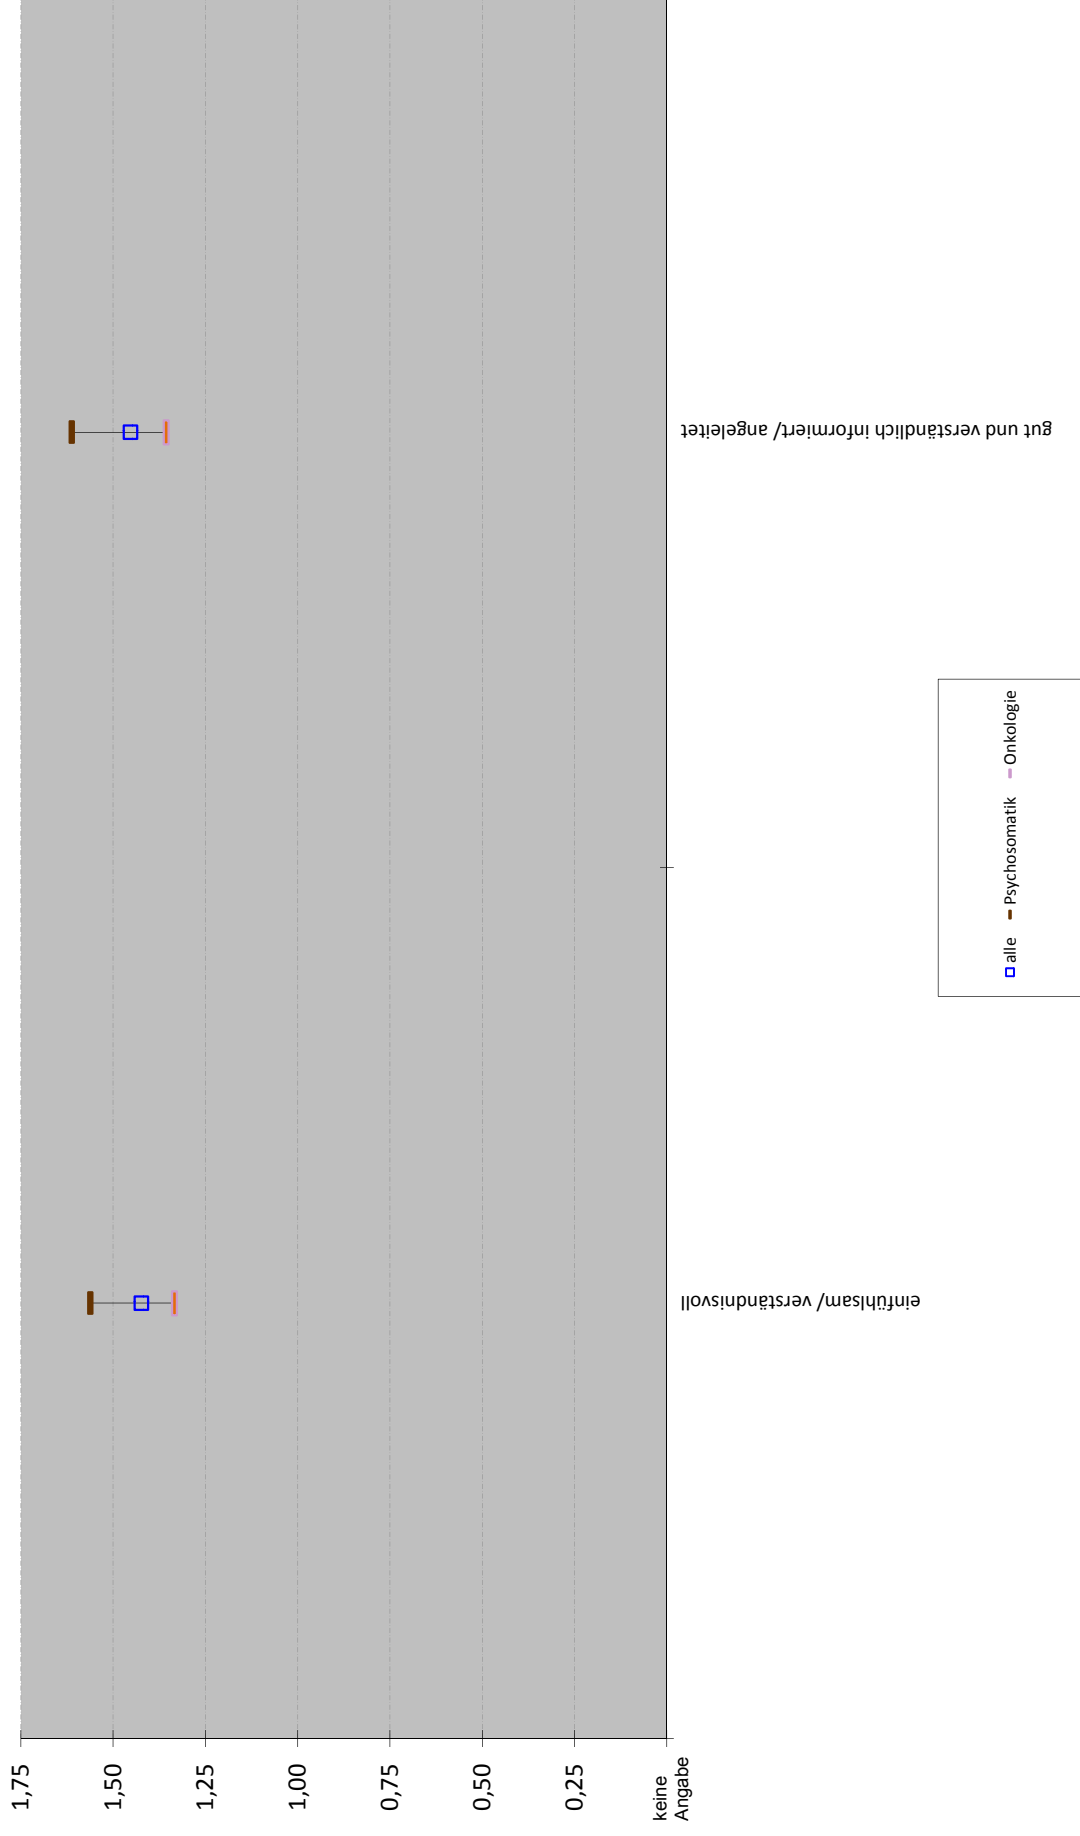 1,75
1,50
1,25
1,00
0,75
0,50
0,25
keine
Angabe
einfühlsam/ verständnisvoll
gut und verständlich informiert/ angeleitet
alle Psychosomatik Onkologie